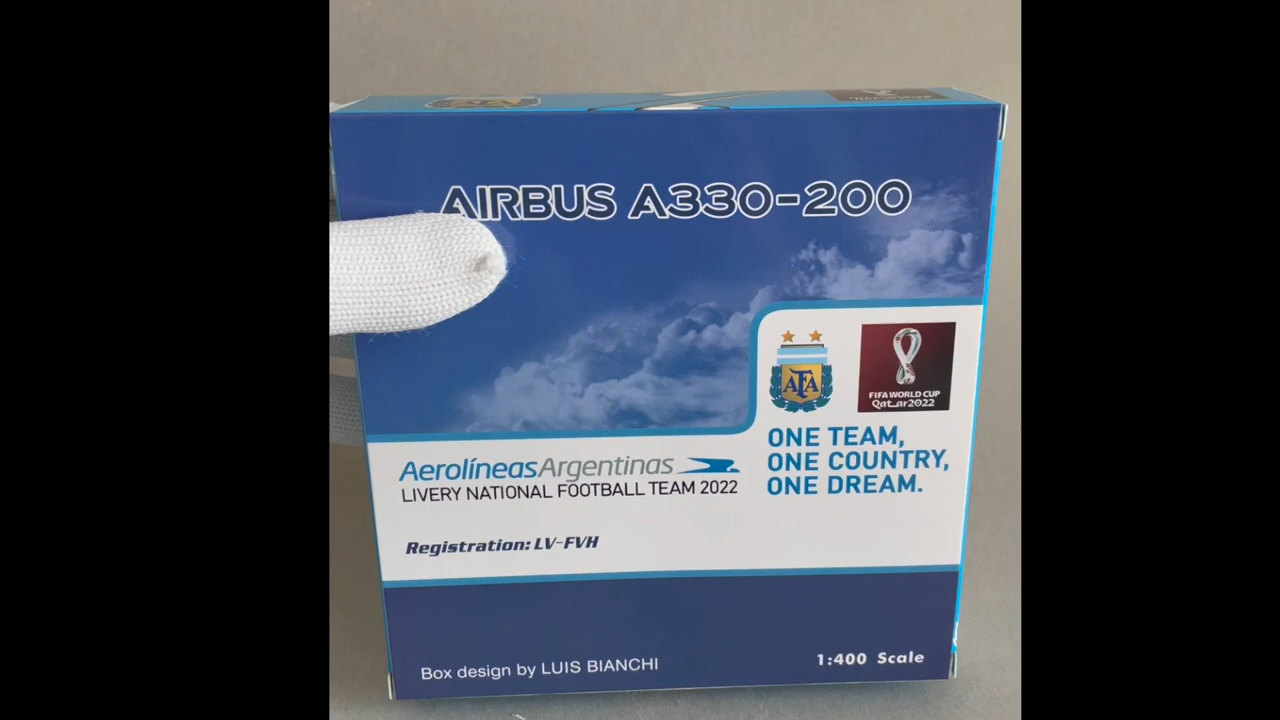 AIRBUS A330-200
AFA
FIFA WORLD CUP
Qatar2022
ONE TEAM,
ONE COUNTRY,
ONE DREAM.
AerolíneasArgentinas
LIVERY NATIONAL FOOTBALL TEAM 2022
Registration: LV-FVH
Box design by LUIS BIANCHI
1:400 Scale